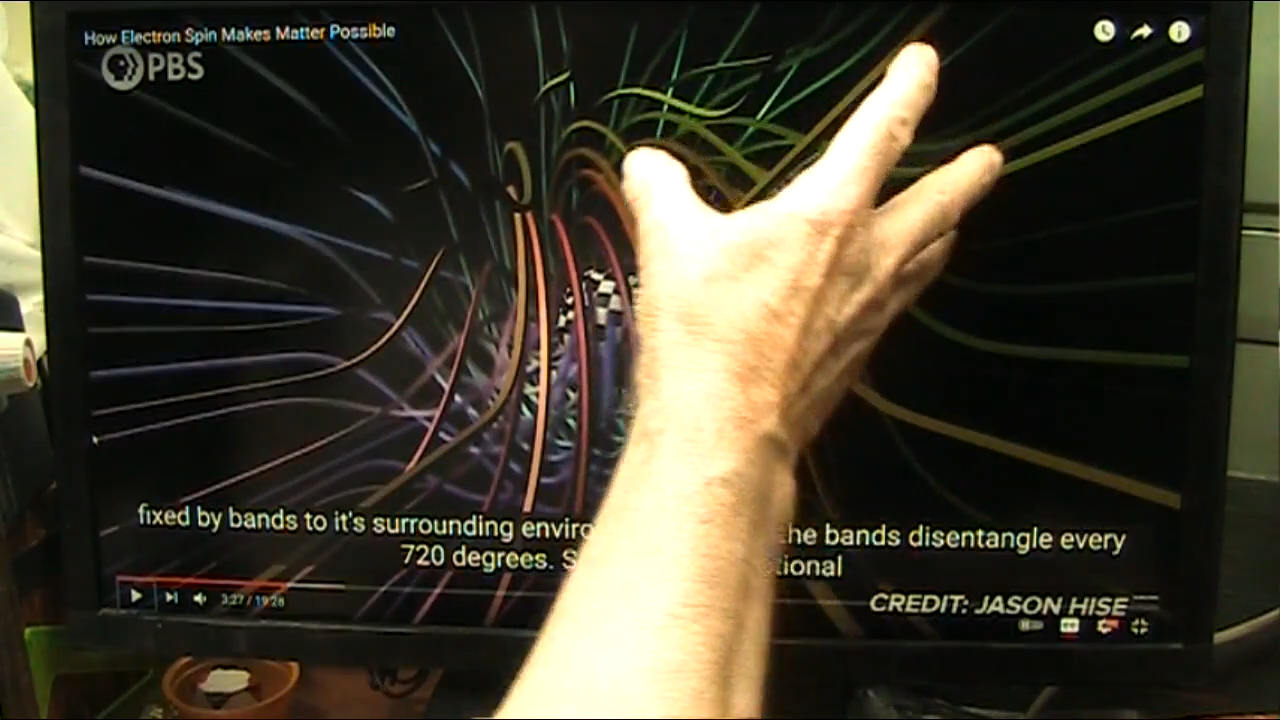 How Electron Spin Makes Matter Possible
PBS
fixed by bands to it's surrounding enviro
the bands disentangle every
720 degrees. S
tional
3:27 / 19:28
CREDIT: JASON HISE